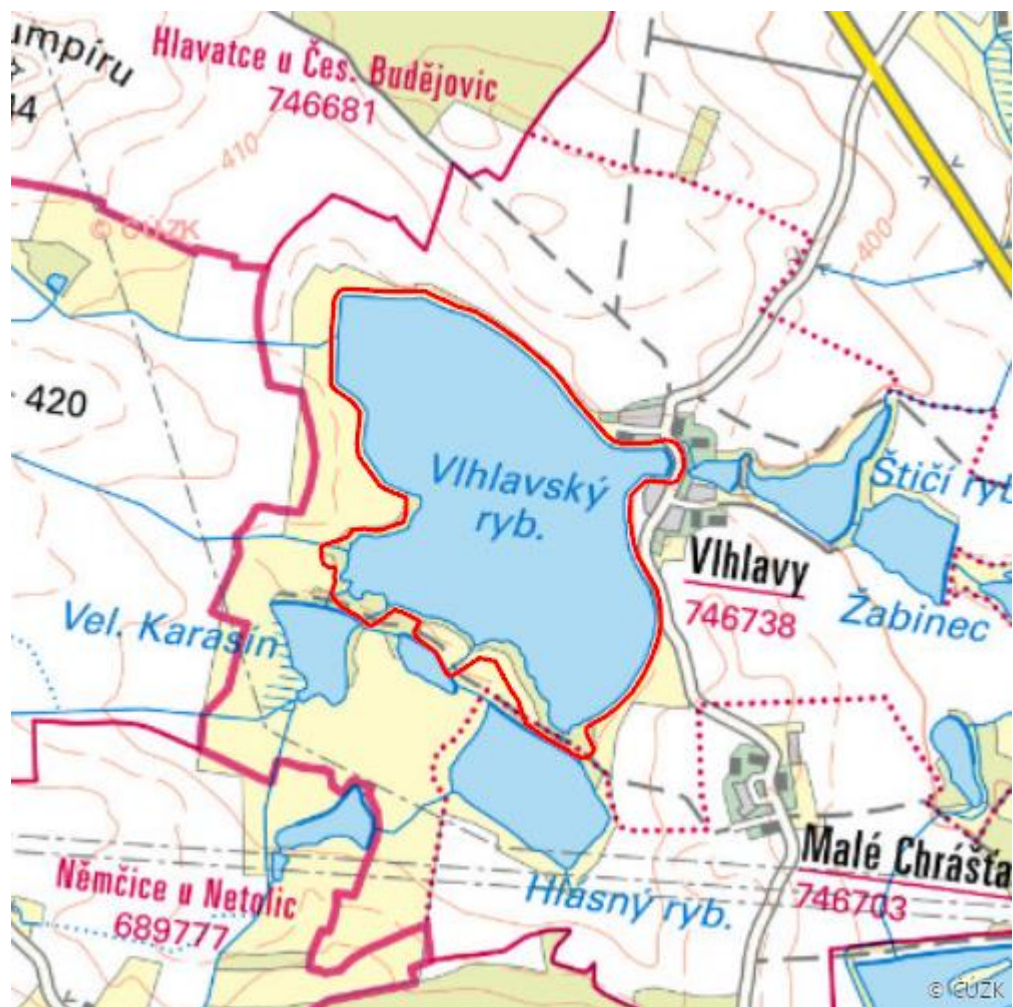 umpíru
44
Hlavatce u Čes. Budějovic
746681
410
© ČÚZK
400
420
Vlhlavský
ryb.
Štičí ryb
Vlhlavy
746738
Žabinec
Vel. Karasín
Malé Chrášťa
746703
Němčice u Netolic
689777
Hlasný ryb.
© ČÚZK